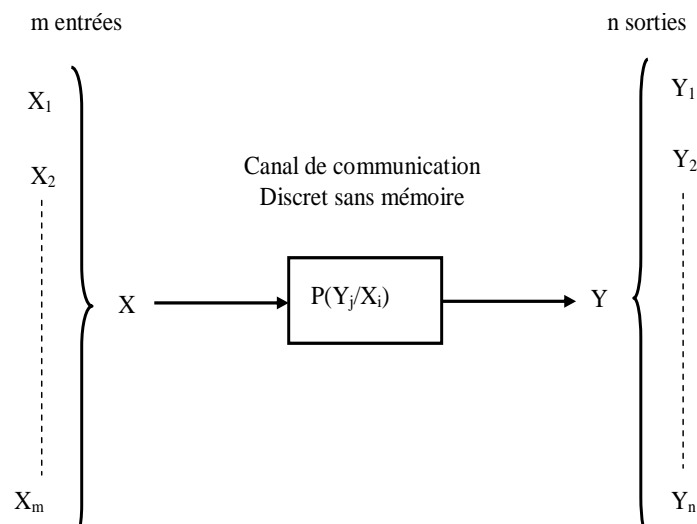 m entrées
n sorties
X₁
Y₁
X₂
Y₂
Canal de communication
Discret sans mémoire
X
P(Yⱼ/Xᵢ)
Y
Xₘ
Yₙ